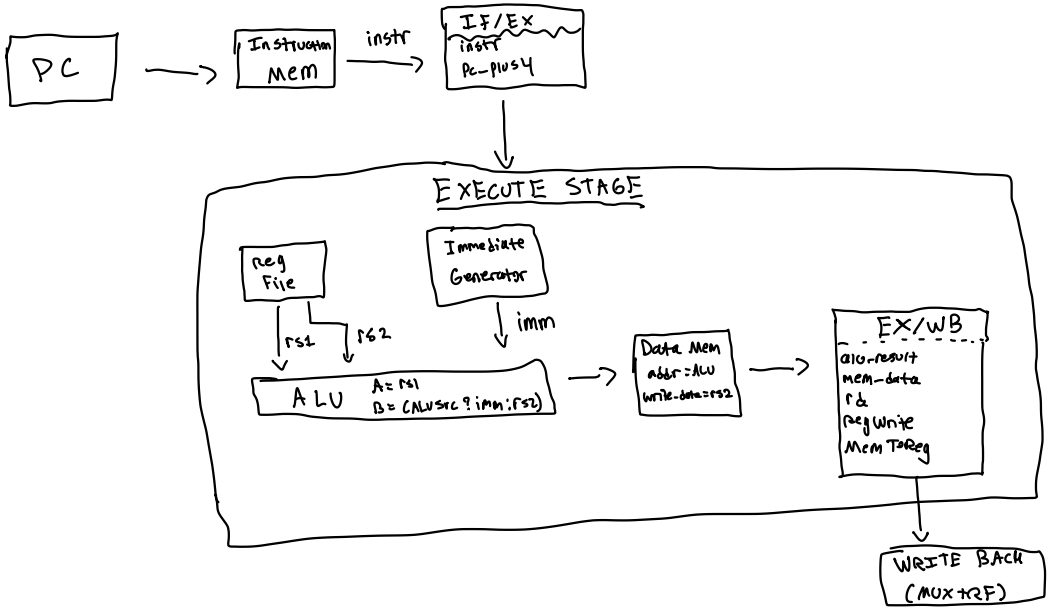 PC
Instruction
Mem
instr
IF/EX
instr
pc_plus4
EXECUTE STAGE
Reg
File
Immediate
Generator
rs1
rs2
imm
ALU
A = rs1
B = (ALUSrc ? imm : rs2)
Data Mem
addr = ALU
write-data = rs2
EX/WB
alu-result
mem-data
rd
RegWrite
MemToReg
WRITE BACK
(MUX + RF)